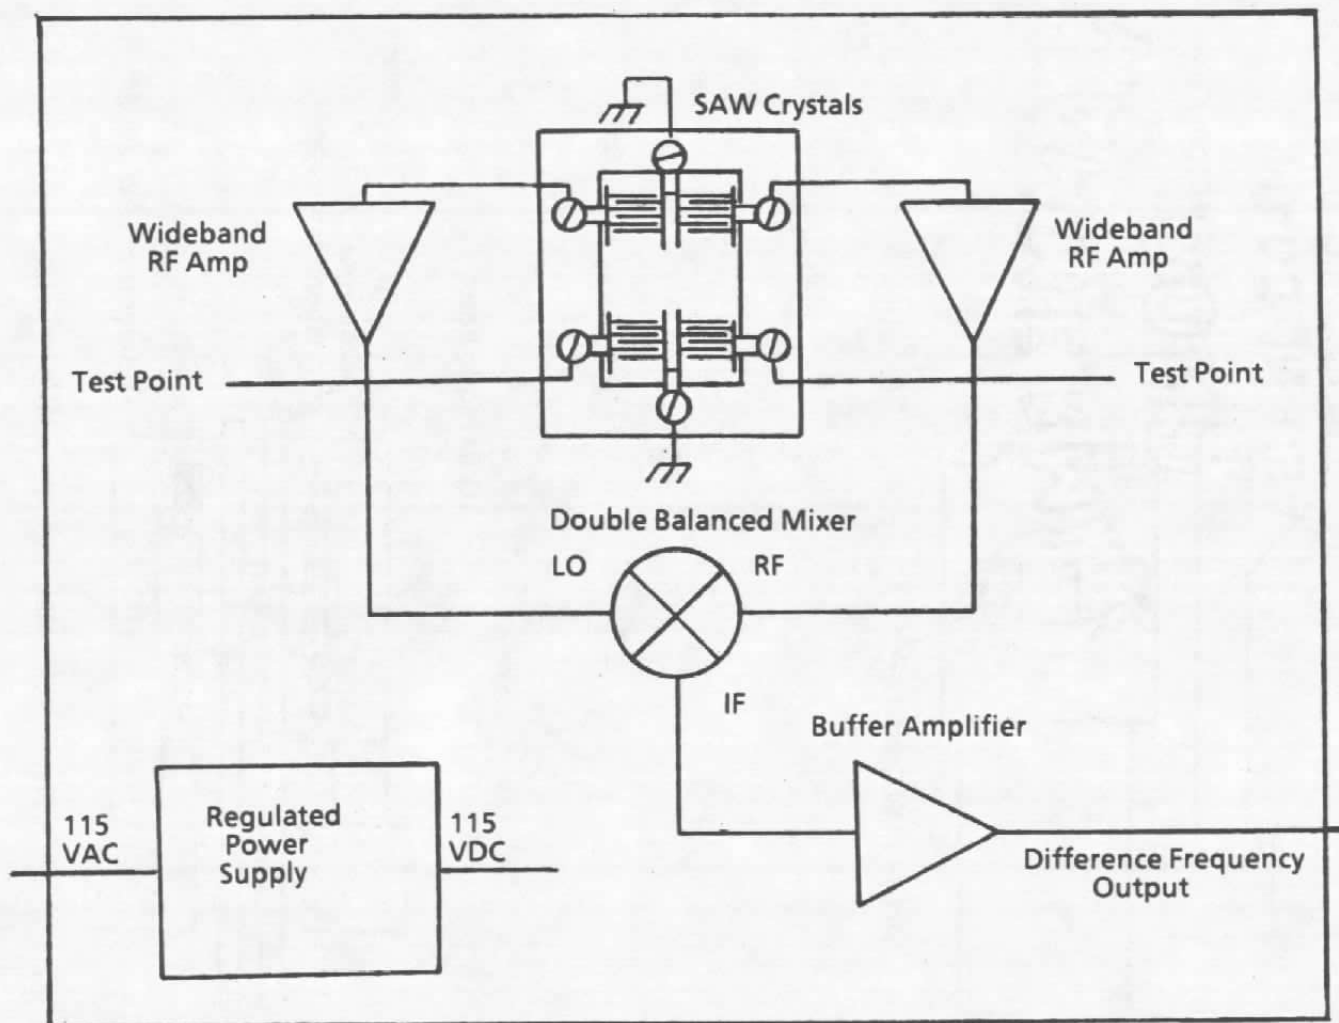 SAW Crystals
Wideband
RF Amp
Wideband
RF Amp
Test Point
Test Point
Double Balanced Mixer
LO
RF
IF
Buffer Amplifier
115
VAC
Regulated
Power
Supply
115
VDC
Difference Frequency
Output